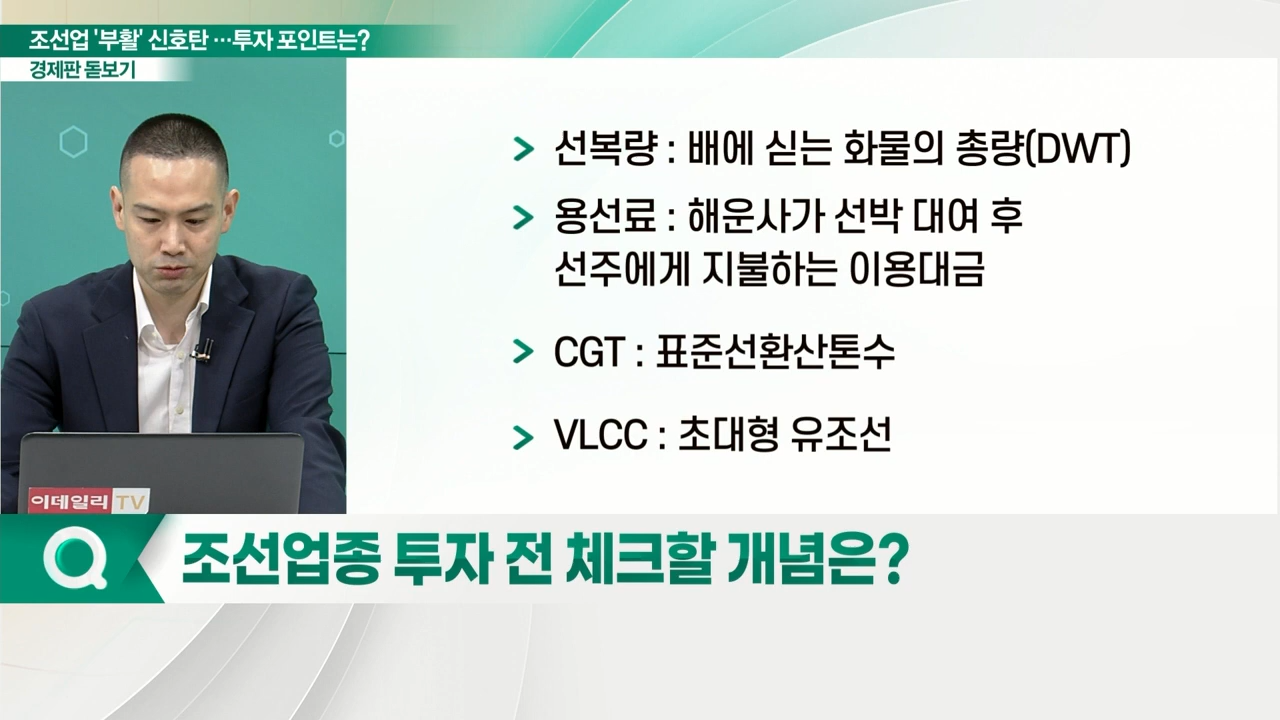 조선업 '부활' 신호탄 …투자 포인트는?
경제판 돋보기
> 선복량 : 배에 싣는 화물의 총량(DWT)
> 용선료 : 해운사가 선박 대여 후
선주에게 지불하는 이용대금
> CGT : 표준선환산톤수
> VLCC : 초대형 유조선
이데일리 TV
조선업종 투자 전 체크할 개념은?